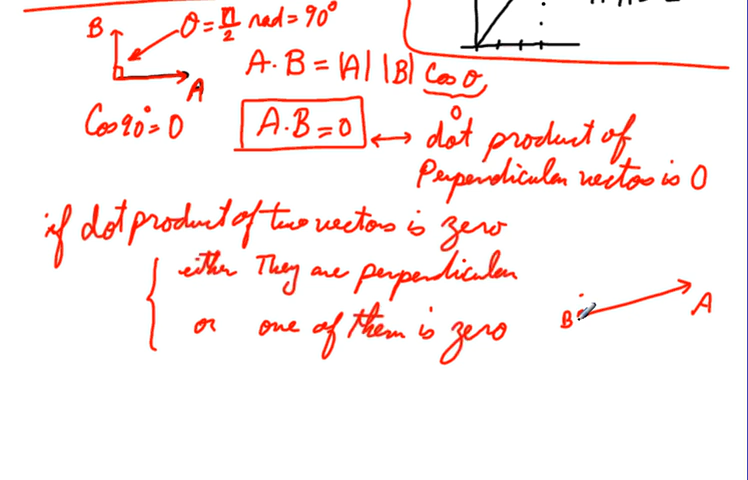 B θ = π/2 rad = 90°
A
A · B = |A| |B| Cos θ
0
Cos 90° = 0
A.B = 0 ↔ dot product of
Perpendicular vectors is 0
if dot product of two vectors is zero
either They are perpendicular
or one of them is zero
B A